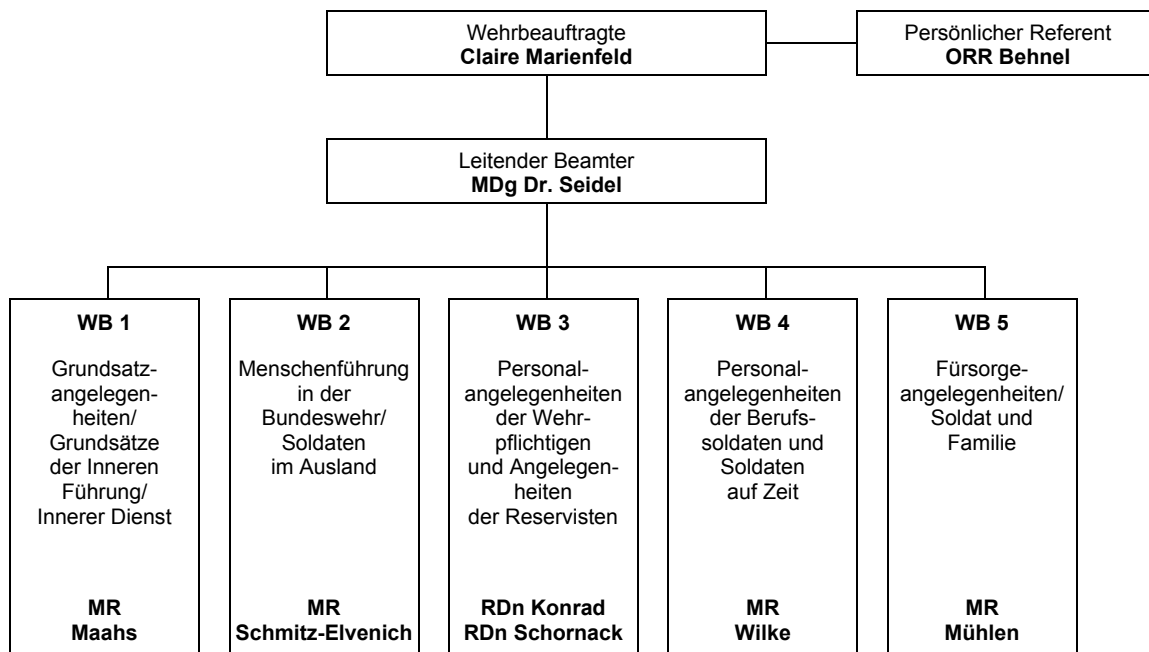 Wehrbeauftragte
Claire Marienfeld
Persönlicher Referent
ORR Behnel
Leitender Beamter
MDg Dr. Seidel
WB 1
Grundsatz-
angelegen-
heiten/
Grundsätze
der Inneren
Führung/
Innerer Dienst
MR
Maahs
WB 2
Menschenführung
in der
Bundeswehr/
Soldaten
im Ausland
MR
Schmitz-Elvenich
WB 3
Personal-
angelegenheiten
der Wehr-
pflichtigen
und Angelegen-
heiten
der Reservisten
RDn Konrad
RDn Schornack
WB 4
Personal-
angelegenheiten
der Berufs-
soldaten und
Soldaten
auf Zeit
MR
Wilke
WB 5
Fürsorge-
angelegenheiten/
Soldat und
Familie
MR
Mühlen